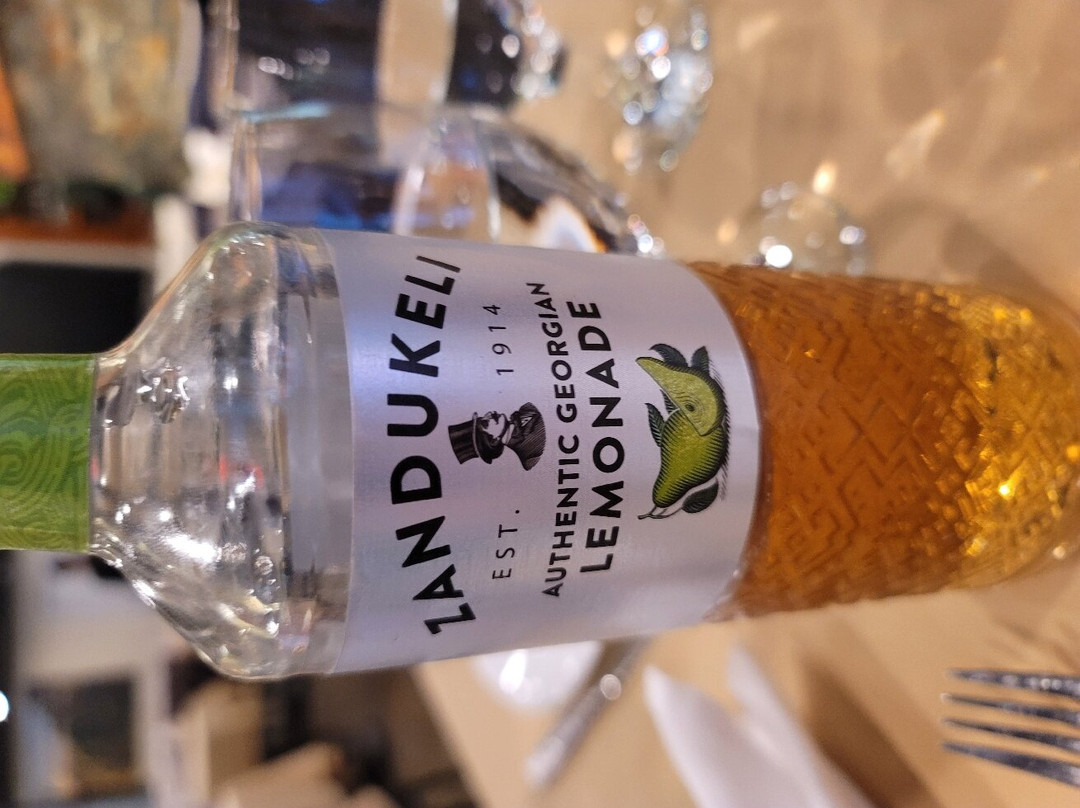 ZANDUKELI
EST. 1914
AUTHENTIC GEORGIAN
LEMONADE